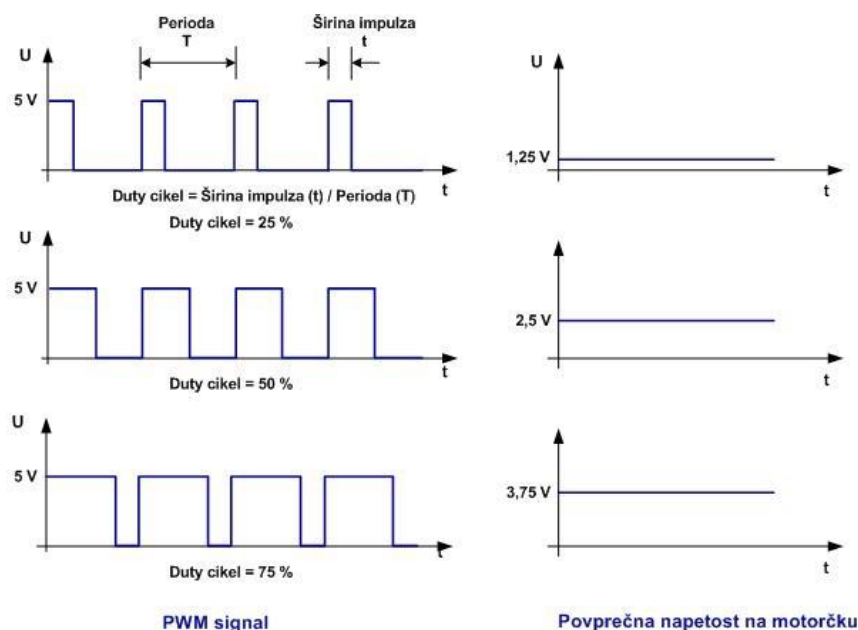 Perioda
T
Širina impulza
t
U
5 V
t
Duty cikel = Širina impulza (t) / Perioda (T)
Duty cikel = 25 %
U
1,25 V
t
U
5 V
t
Duty cikel = 50 %
2,5 V
t
U
5 V
t
Duty cikel = 75 %
3,75 V
t
PWM signal
Povprečna napetost na motorčku